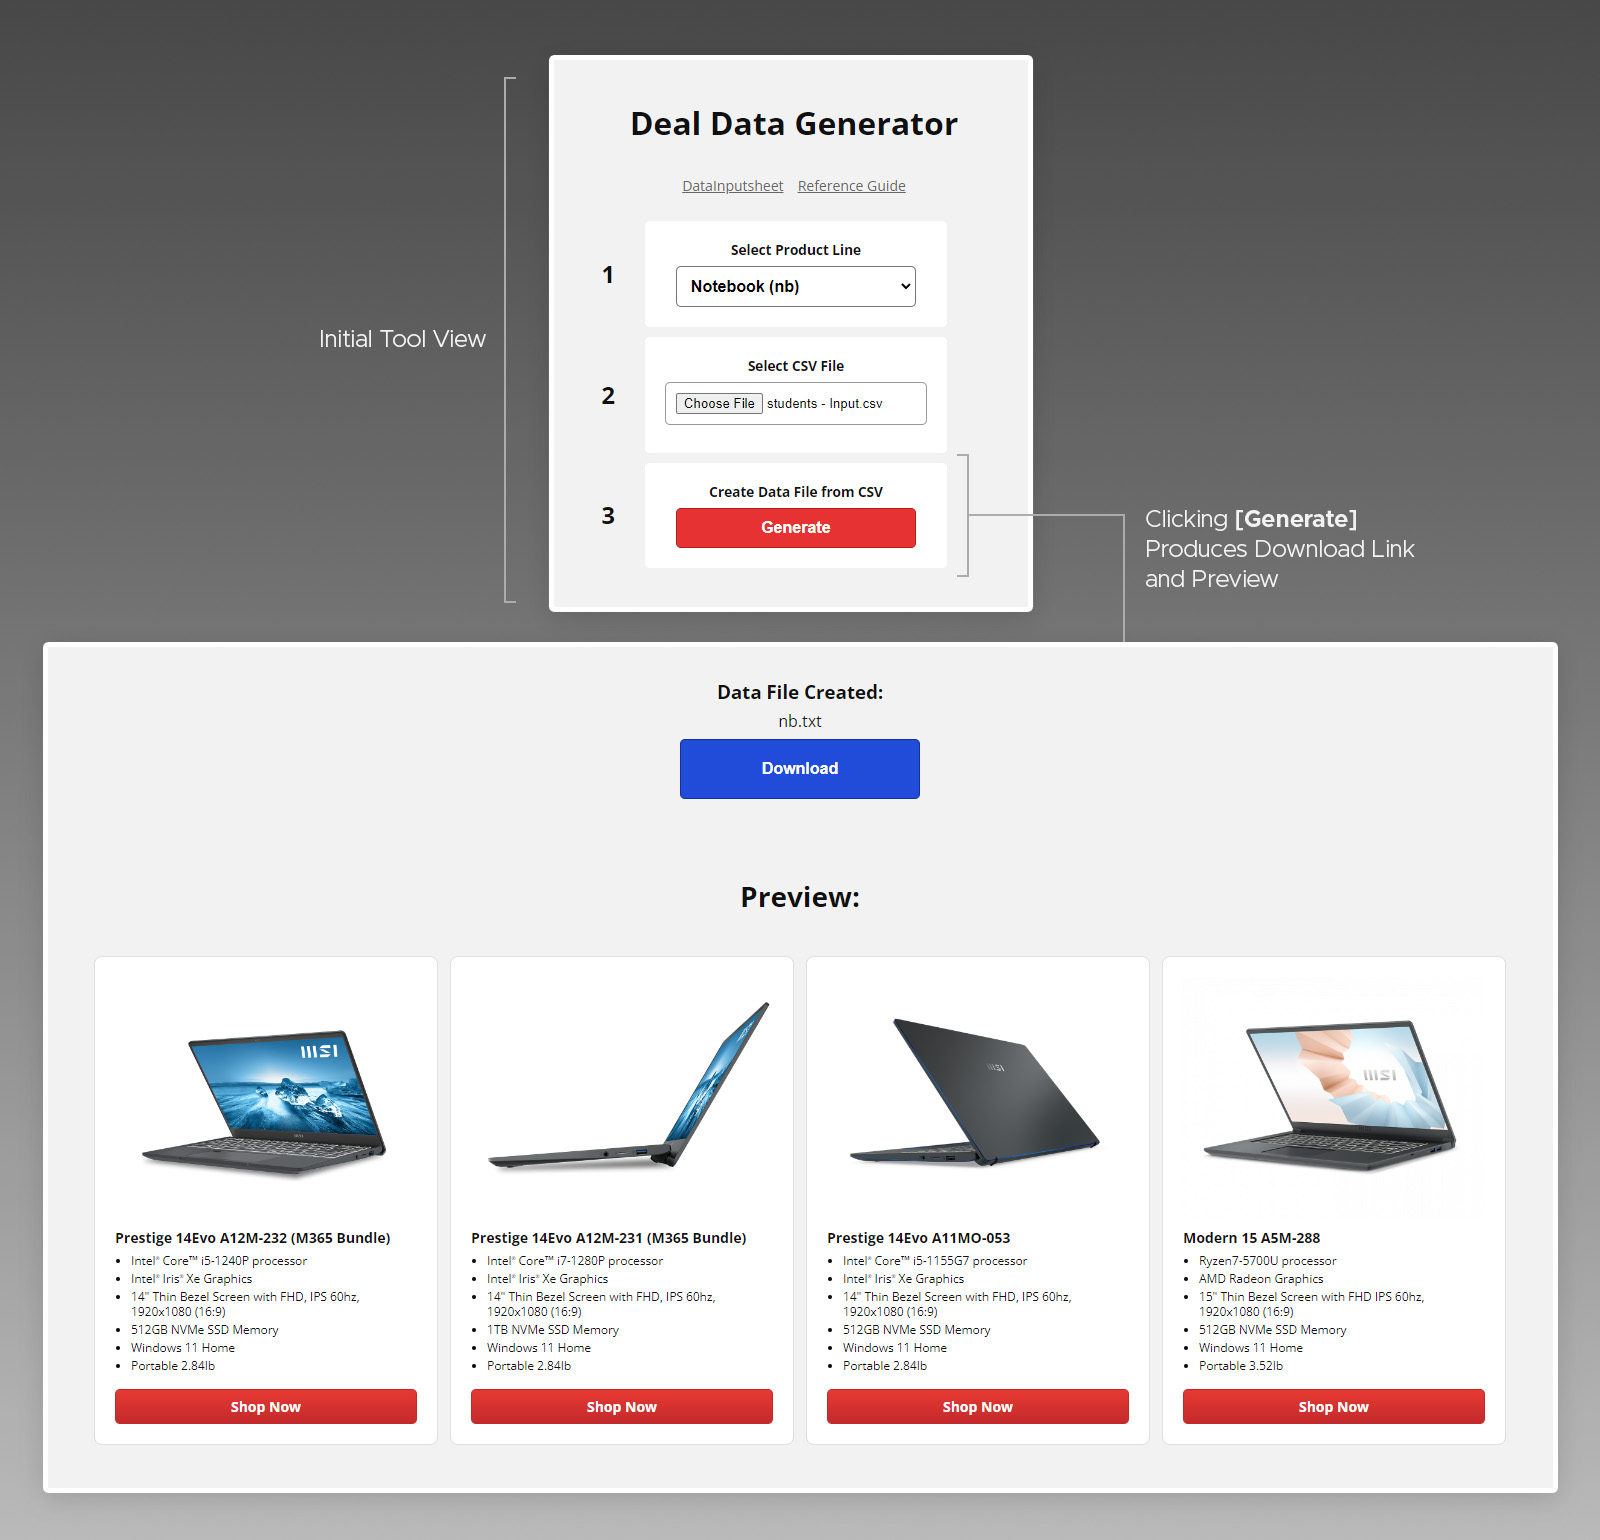 Deal Data Generator
DataInputsheet Reference Guide
1
Select Product Line
Notebook (nb)
Initial Tool View
2
Select CSV File
Choose File students - Input.csv
3
Create Data File from CSV
Generate
Clicking [Generate]
Produces Download Link
and Preview
Data File Created:
nb.txt
Download
Preview:
msi
Prestige 14Evo A12M-232 (M365 Bundle)
• Intel® Core™ i5-1240P processor
• Intel® Iris® Xe Graphics
• 14" Thin Bezel Screen with FHD, IPS 60hz,
1920x1080 (16:9)
• 512GB NVMe SSD Memory
• Windows 11 Home
• Portable 2.84lb
Shop Now
Prestige 14Evo A12M-231 (M365 Bundle)
• Intel® Core™ i7-1280P processor
• Intel® Iris® Xe Graphics
• 14" Thin Bezel Screen with FHD, IPS 60hz,
1920x1080 (16:9)
• 1TB NVMe SSD Memory
• Windows 11 Home
• Portable 2.84lb
Shop Now
msi
Prestige 14Evo A11MO-053
• Intel® Core™ i5-1155G7 processor
• Intel® Iris® Xe Graphics
• 14" Thin Bezel Screen with FHD, IPS 60hz,
1920x1080 (16:9)
• 512GB NVMe SSD Memory
• Windows 11 Home
• Portable 2.84lb
Shop Now
msi
Modern 15 A5M-288
• Ryzen7-5700U processor
• AMD Radeon Graphics
• 15" Thin Bezel Screen with FHD IPS 60hz,
1920x1080 (16:9)
• 512GB NVMe SSD Memory
• Windows 11 Home
• Portable 3.52lb
Shop Now